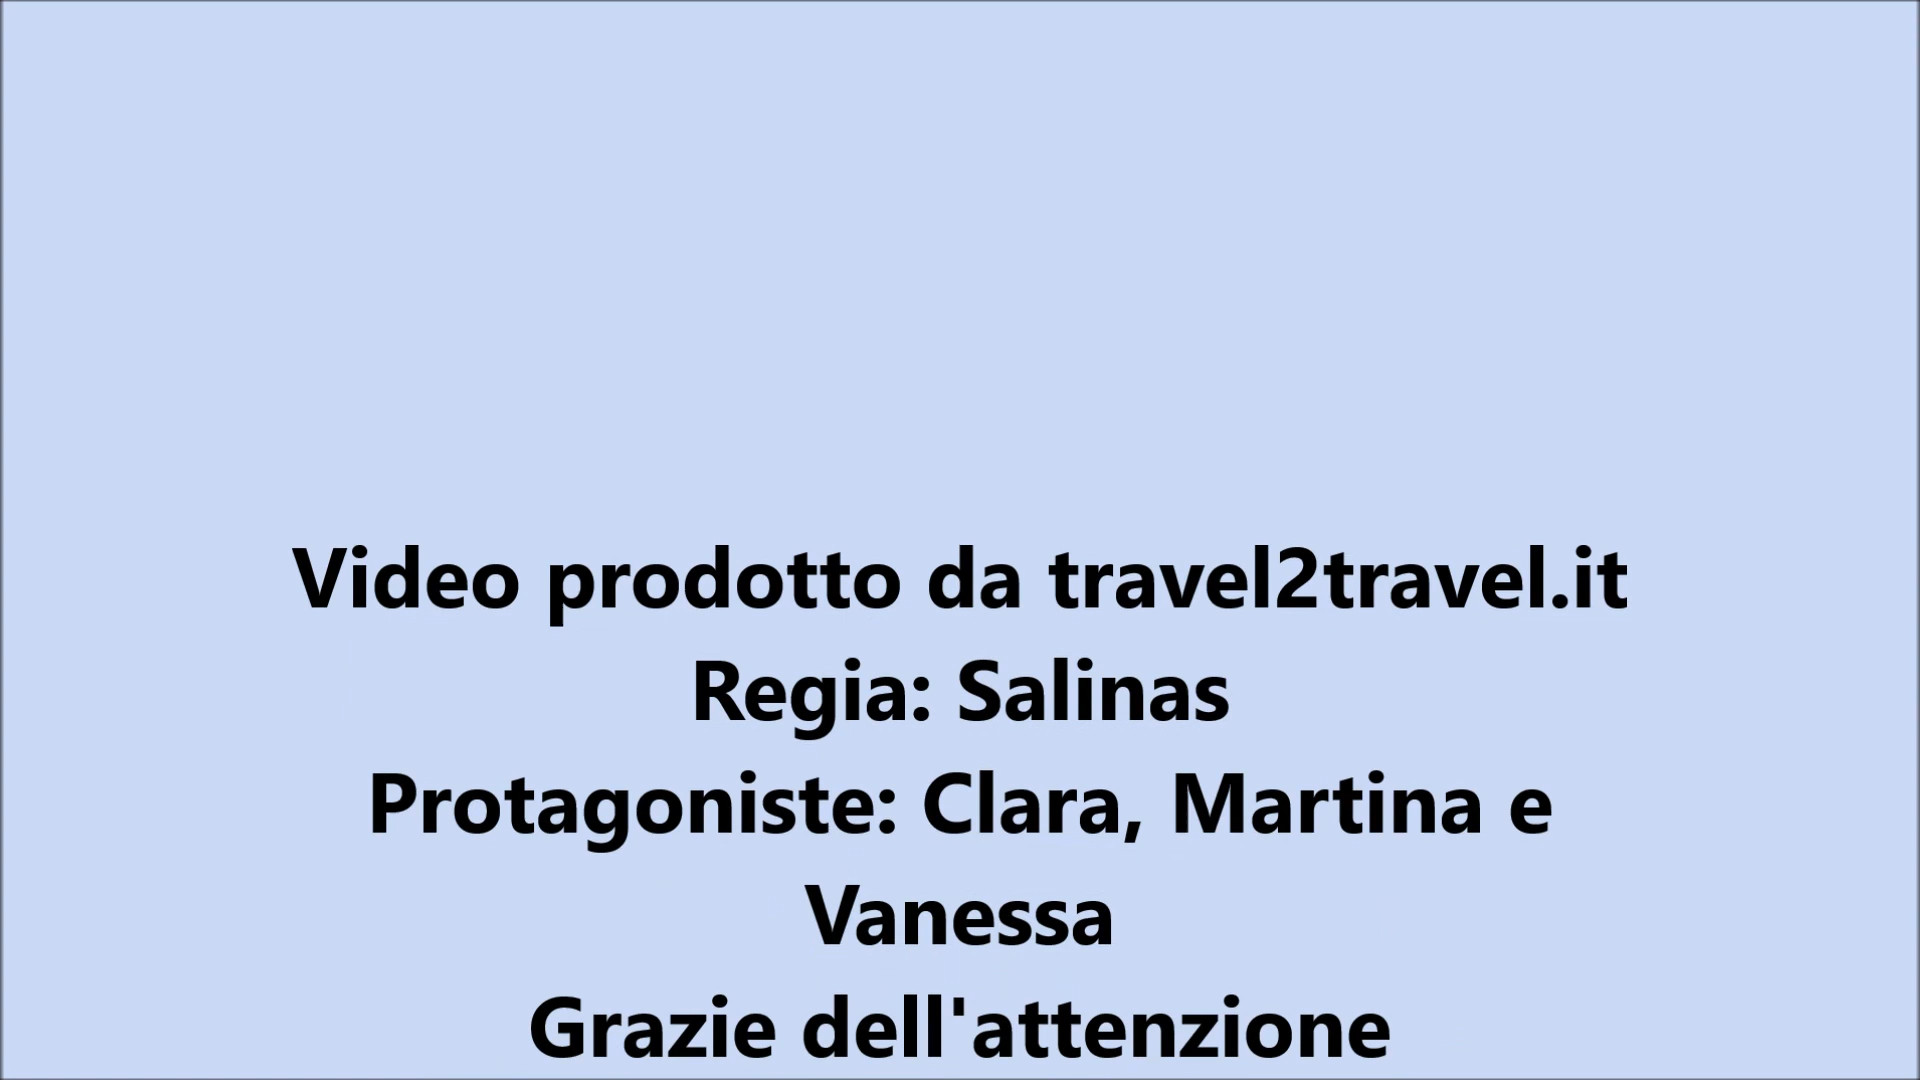 Video prodotto da travel2travel.it
Regia: Salinas
Protagoniste: Clara, Martina e
Vanessa
Grazie dell'attenzione